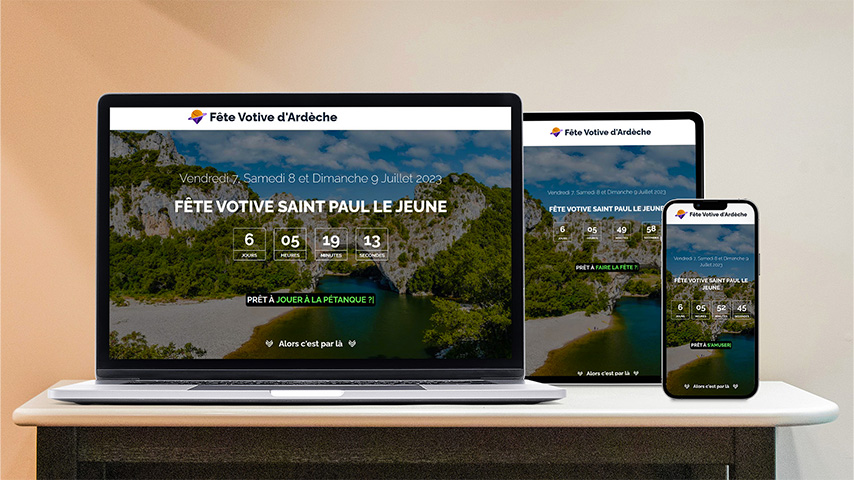 Fête Votive d'Ardèche
Vendredi 7, Samedi 8 et Dimanche 9 Juillet 2023
FÊTE VOTIVE SAINT PAUL LE JEUNE
6 05 19 13
JOURS HEURES MINUTES SECONDES
PRÊT À JOUER À LA PÉTANQUE ?|
Alors c'est par là
Fête Votive d'Ardèche
Vendredi 7, Samedi 8 et Dimanche 9 Juillet 2023
FÊTE VOTIVE SAINT PAUL LE JEUNE
6 05 49 58
JOURS HEURES MINUTES SECONDES
PRÊT À FAIRE LA FÊTE ?
Alors c'est par là
Fête Votive d'Ardèche
Vendredi 7, Samedi 8 et Dimanche 9
Juillet 2023
FÊTE VOTIVE SAINT PAUL LE
JEUNE
6 05 52 45
JOURS HEURES MINUTES SECONDES
PRÊT À S'AMUSER|
Alors c'est par là